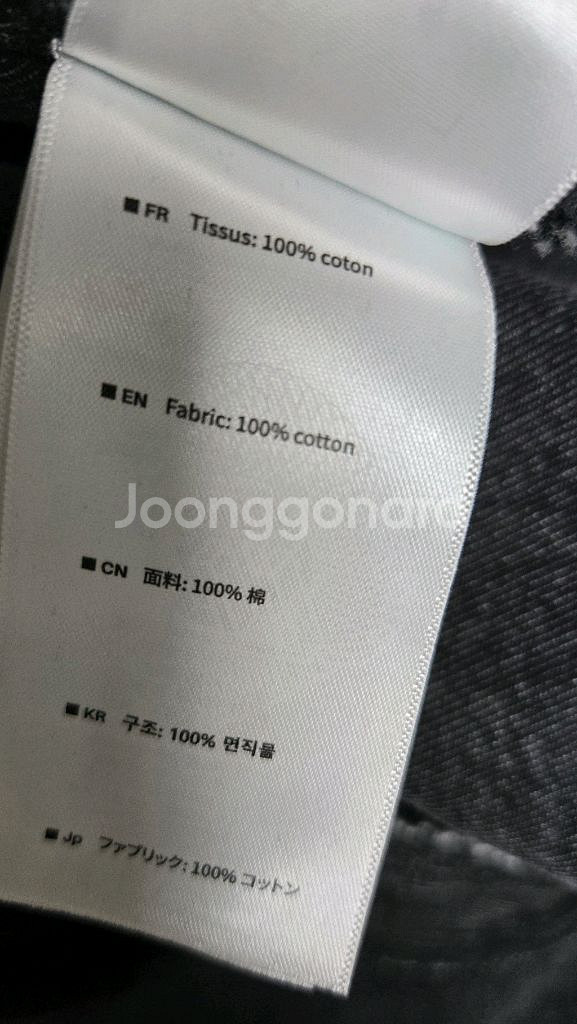 ■ FR Tissus: 100% coton
■ EN Fabric: 100% cotton
Joonggonara
■ CN 面料: 100% 棉
■ KR 구조: 100% 면직물
■ Jp ファブリック: 100% コットン